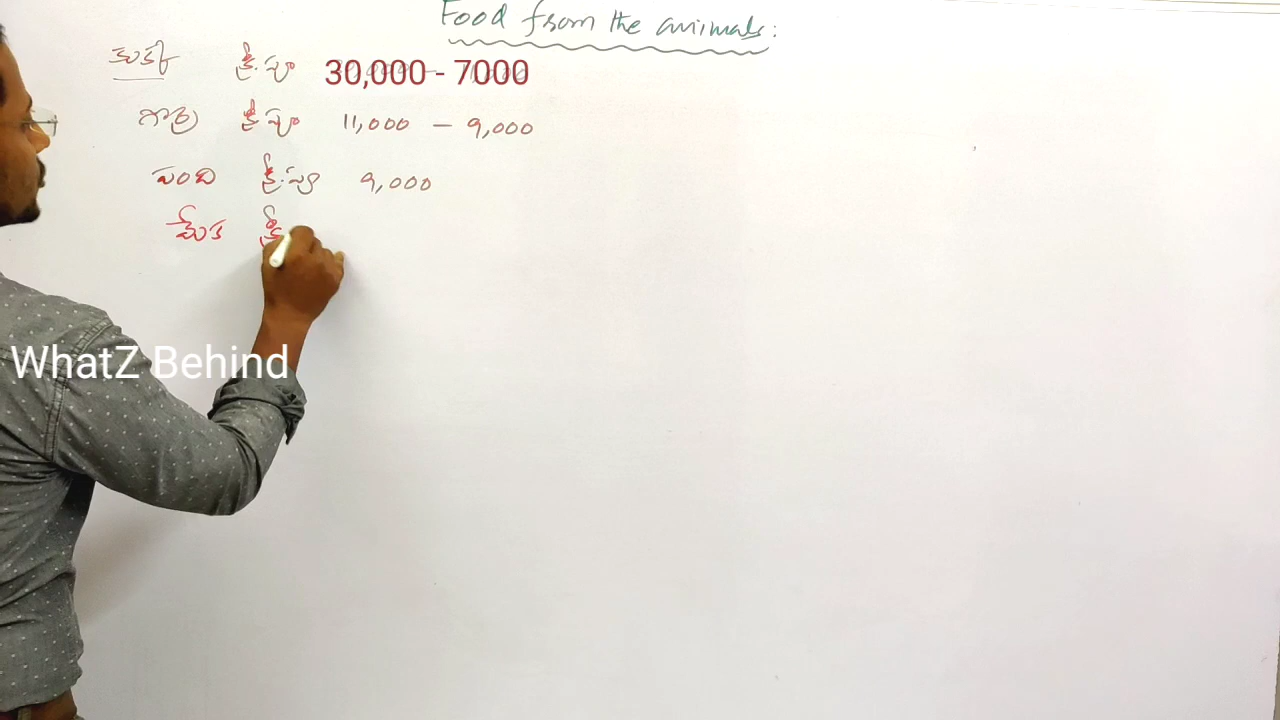 Food from the animals:
కుక్క క్రీ.పూ 30,000 - 7000
గొర్రె క్రీ.పూ 11,000 - 9,000
పంది క్రీ.పూ 9,000
మేక క్రీ
WhatZ Behind